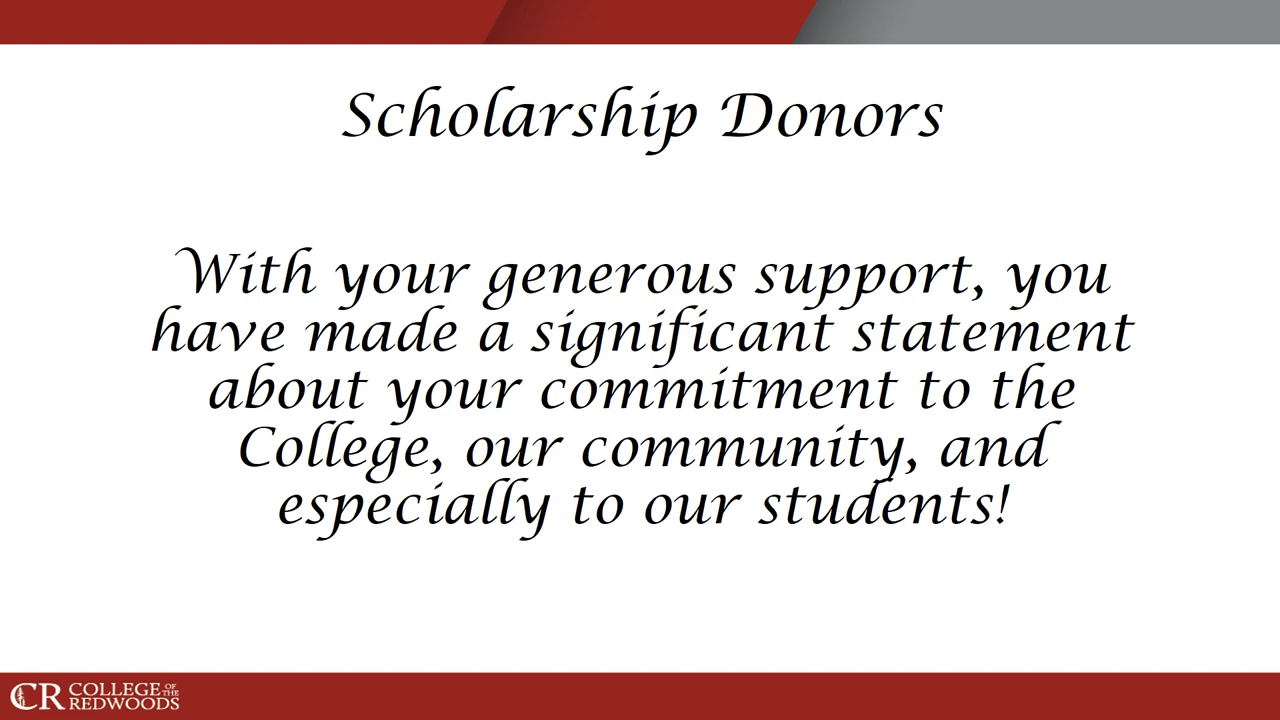 Scholarship Donors
With your generous support, you
have made a significant statement
about your commitment to the
College, our community, and
especially to our students!
CR COLLEGE OF THE
REDWOODS